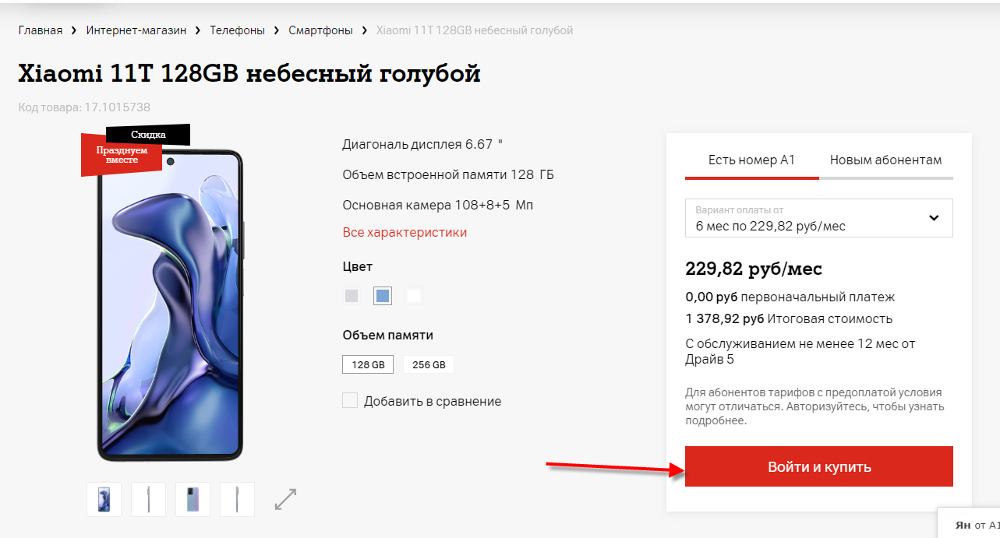 Главная > Интернет-магазин > Телефоны > Смартфоны > Xiaomi 11T 128GB небесный голубой
Xiaomi 11T 128GB небесный голубой
Код товара: 17.1015738
Скидка
Празднуем
вместе
Диагональ дисплея 6.67 "
Объем встроенной памяти 128 ГБ
Основная камера 108+8+5 Мп
Все характеристики
Цвет
Объем памяти
128 GB 256 GB
Добавить в сравнение
Есть номер А1 Новым абонентам
Вариант оплаты от
6 мес по 229,82 руб/мес
229,82 руб/мес
0,00 руб первоначальный платеж
1 378,92 руб Итоговая стоимость
С обслуживанием не менее 12 мес от
Драйв 5
Для абонентов тарифов с предоплатой условия
могут отличаться. Авторизуйтесь, чтобы узнать
подробнее.
Войти и купить
Ян от A1